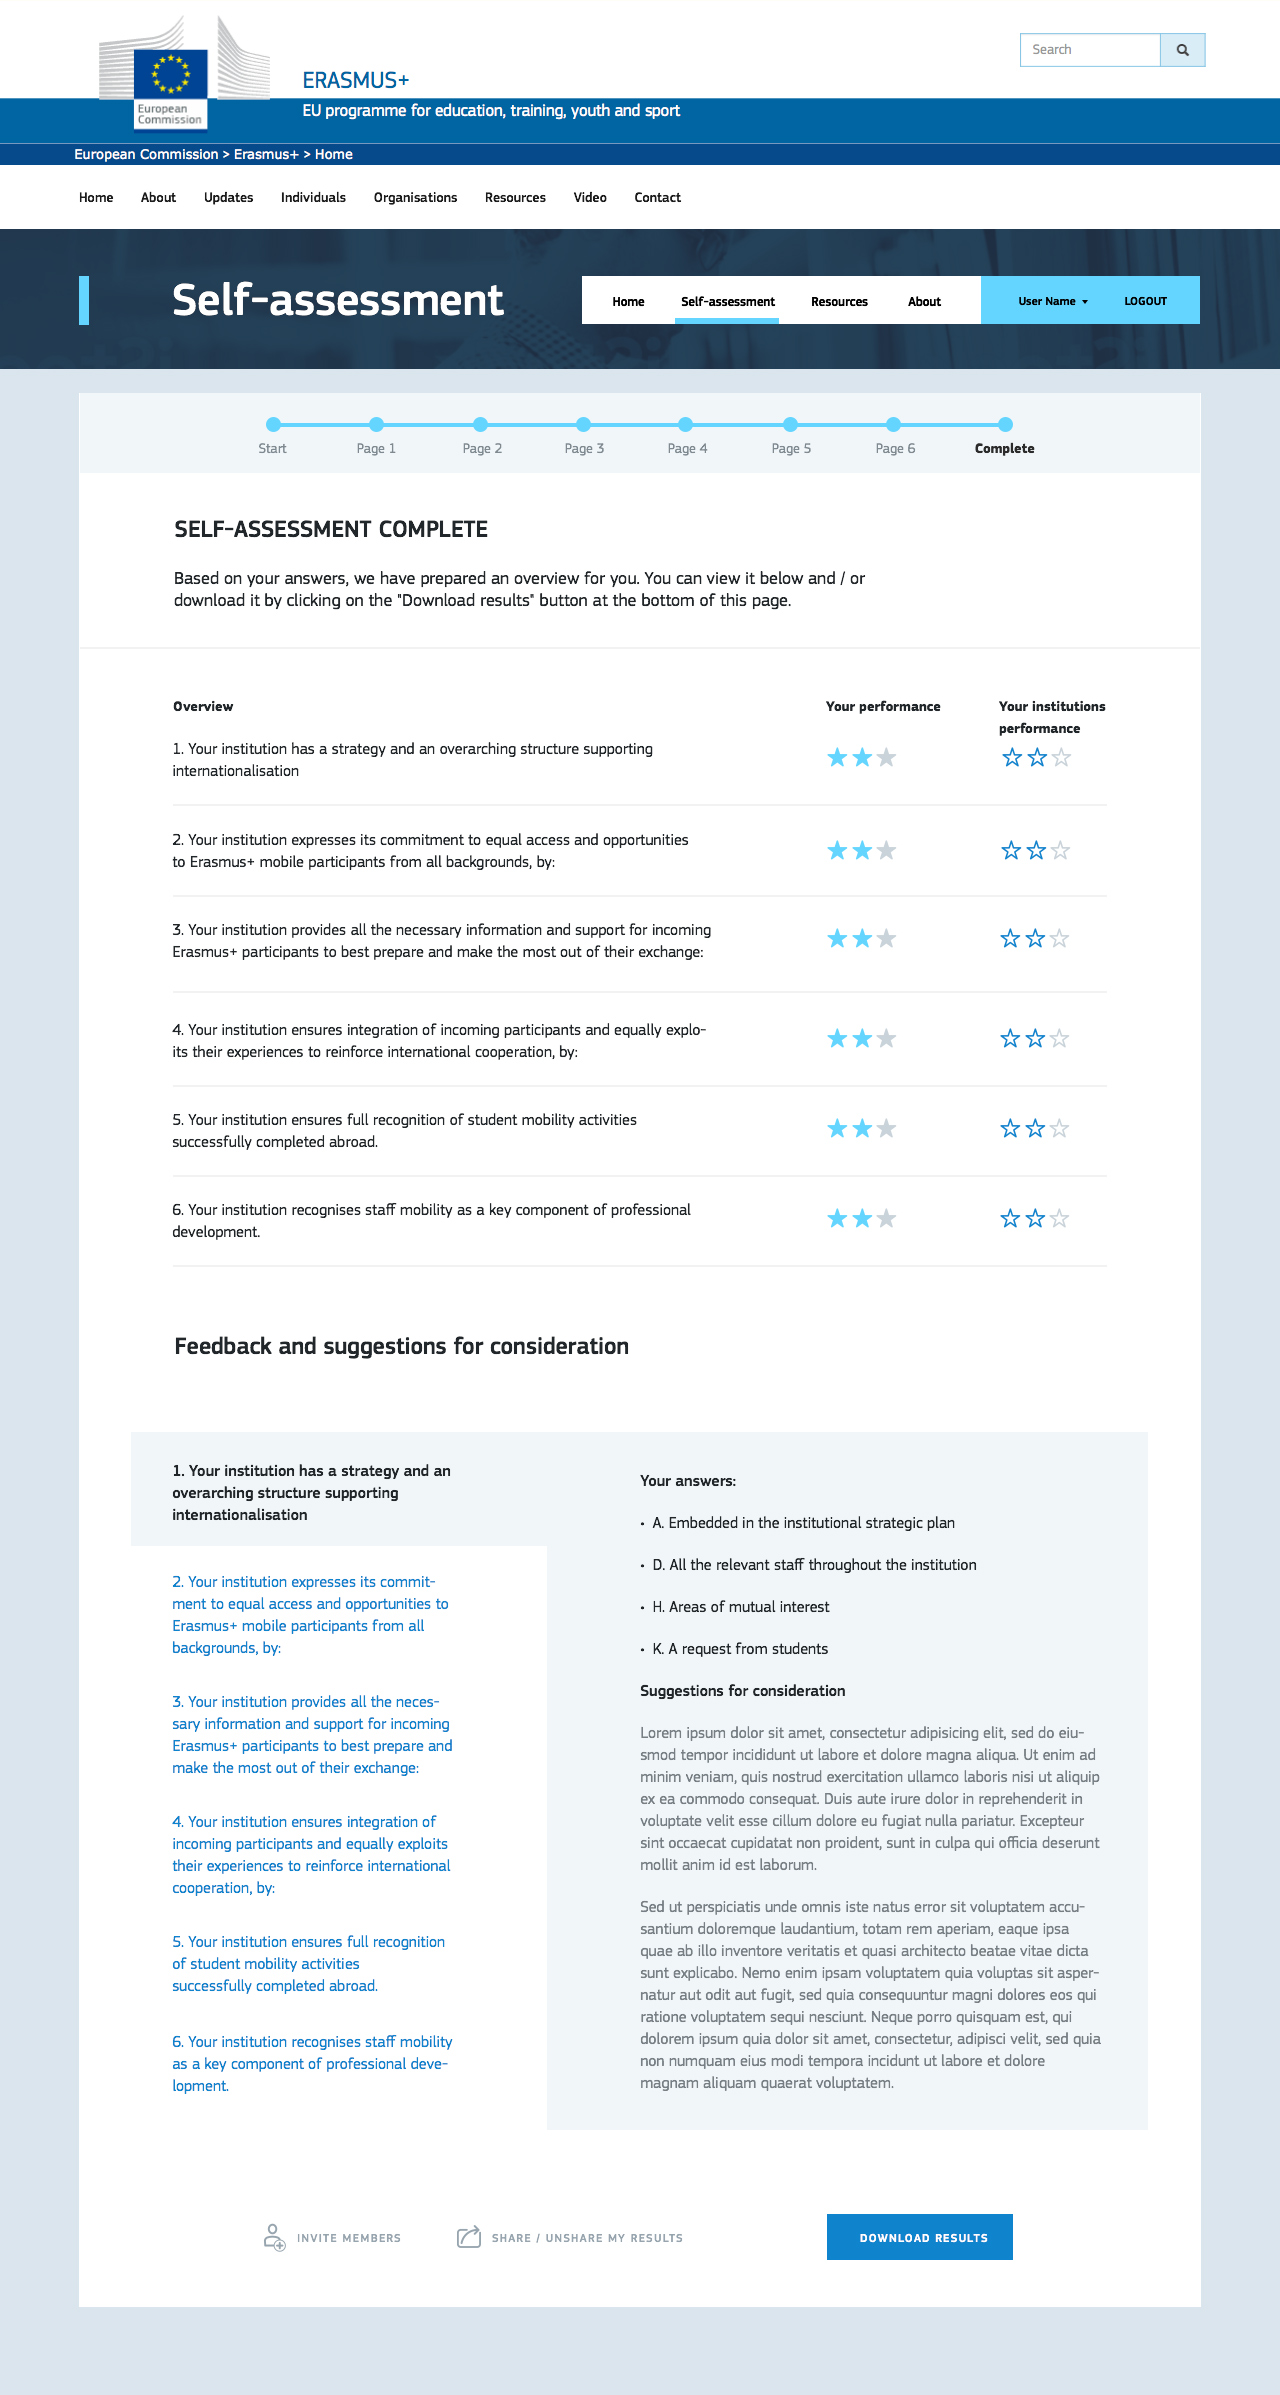 Search
European
Commission
ERASMUS+
EU programme for education, training, youth and sport
European Commission > Erasmus+ > Home
Home About Updates Individuals Organisations Resources Video Contact
Self-assessment
Home Self-assessment Resources About User Name LOGOUT
Start Page 1 Page 2 Page 3 Page 4 Page 5 Page 6 Complete
SELF-ASSESSMENT COMPLETE
Based on your answers, we have prepared an overview for you. You can view it below and / or
download it by clicking on the "Download results" button at the bottom of this page.
Overview Your performance Your institutions
performance
1. Your institution has a strategy and an overarching structure supporting
internationalisation
2. Your institution expresses its commitment to equal access and opportunities
to Erasmus+ mobile participants from all backgrounds, by:
3. Your institution provides all the necessary information and support for incoming
Erasmus+ participants to best prepare and make the most out of their exchange:
4. Your institution ensures integration of incoming participants and equally explo-
its their experiences to reinforce international cooperation, by:
5. Your institution ensures full recognition of student mobility activities
successfully completed abroad.
6. Your institution recognises staff mobility as a key component of professional
development.
Feedback and suggestions for consideration
1. Your institution has a strategy and an
overarching structure supporting
internationalisation
2. Your institution expresses its commit-
ment to equal access and opportunities to
Erasmus+ mobile participants from all
backgrounds, by:
3. Your institution provides all the neces-
sary information and support for incoming
Erasmus+ participants to best prepare and
make the most out of their exchange:
4. Your institution ensures integration of
incoming participants and equally exploits
their experiences to reinforce international
cooperation, by:
5. Your institution ensures full recognition
of student mobility activities
successfully completed abroad.
6. Your institution recognises staff mobility
as a key component of professional deve-
lopment.
Your answers:
• A. Embedded in the institutional strategic plan
• D. All the relevant staff throughout the institution
• H. Areas of mutual interest
• K. A request from students
Suggestions for consideration
Lorem ipsum dolor sit amet, consectetur adipisicing elit, sed do eiu-
smod tempor incididunt ut labore et dolore magna aliqua. Ut enim ad
minim veniam, quis nostrud exercitation ullamco laboris nisi ut aliquip
ex ea commodo consequat. Duis aute irure dolor in reprehenderit in
voluptate velit esse cillum dolore eu fugiat nulla pariatur. Excepteur
sint occaecat cupidatat non proident, sunt in culpa qui officia deserunt
mollit anim id est laborum.
Sed ut perspiciatis unde omnis iste natus error sit voluptatem accu-
santium doloremque laudantium, totam rem aperiam, eaque ipsa
quae ab illo inventore veritatis et quasi architecto beatae vitae dicta
sunt explicabo. Nemo enim ipsam voluptatem quia voluptas sit asper-
natur aut odit aut fugit, sed quia consequuntur magni dolores eos qui
ratione voluptatem sequi nesciunt. Neque porro quisquam est, qui
dolorem ipsum quia dolor sit amet, consectetur, adipisci velit, sed quia
non numquam eius modi tempora incidunt ut labore et dolore
magnam aliquam quaerat voluptatem.
INVITE MEMBERS SHARE / UNSHARE MY RESULTS DOWNLOAD RESULTS